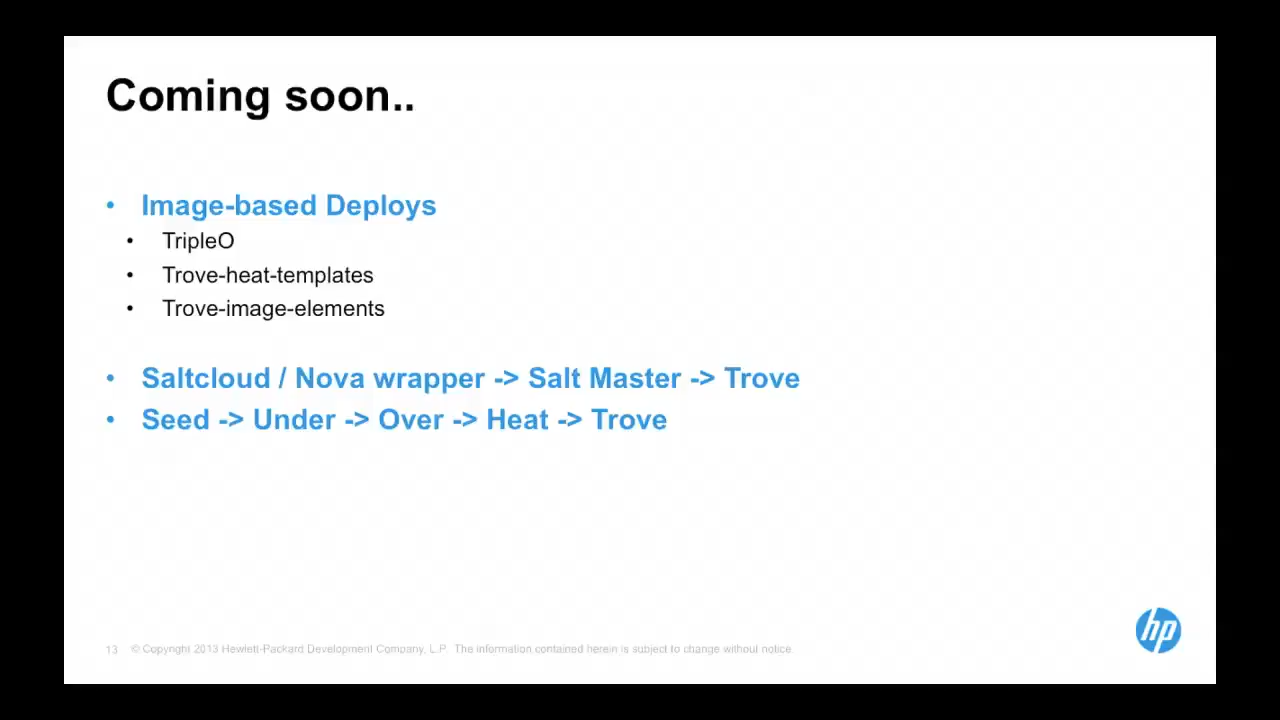 Coming soon..
• Image-based Deploys
• TripleO
• Trove-heat-templates
• Trove-image-elements
• Saltcloud / Nova wrapper -> Salt Master -> Trove
• Seed -> Under -> Over -> Heat -> Trove
hp
13 © Copyright 2013 Hewlett-Packard Development Company, L.P. The information contained herein is subject to change without notice.